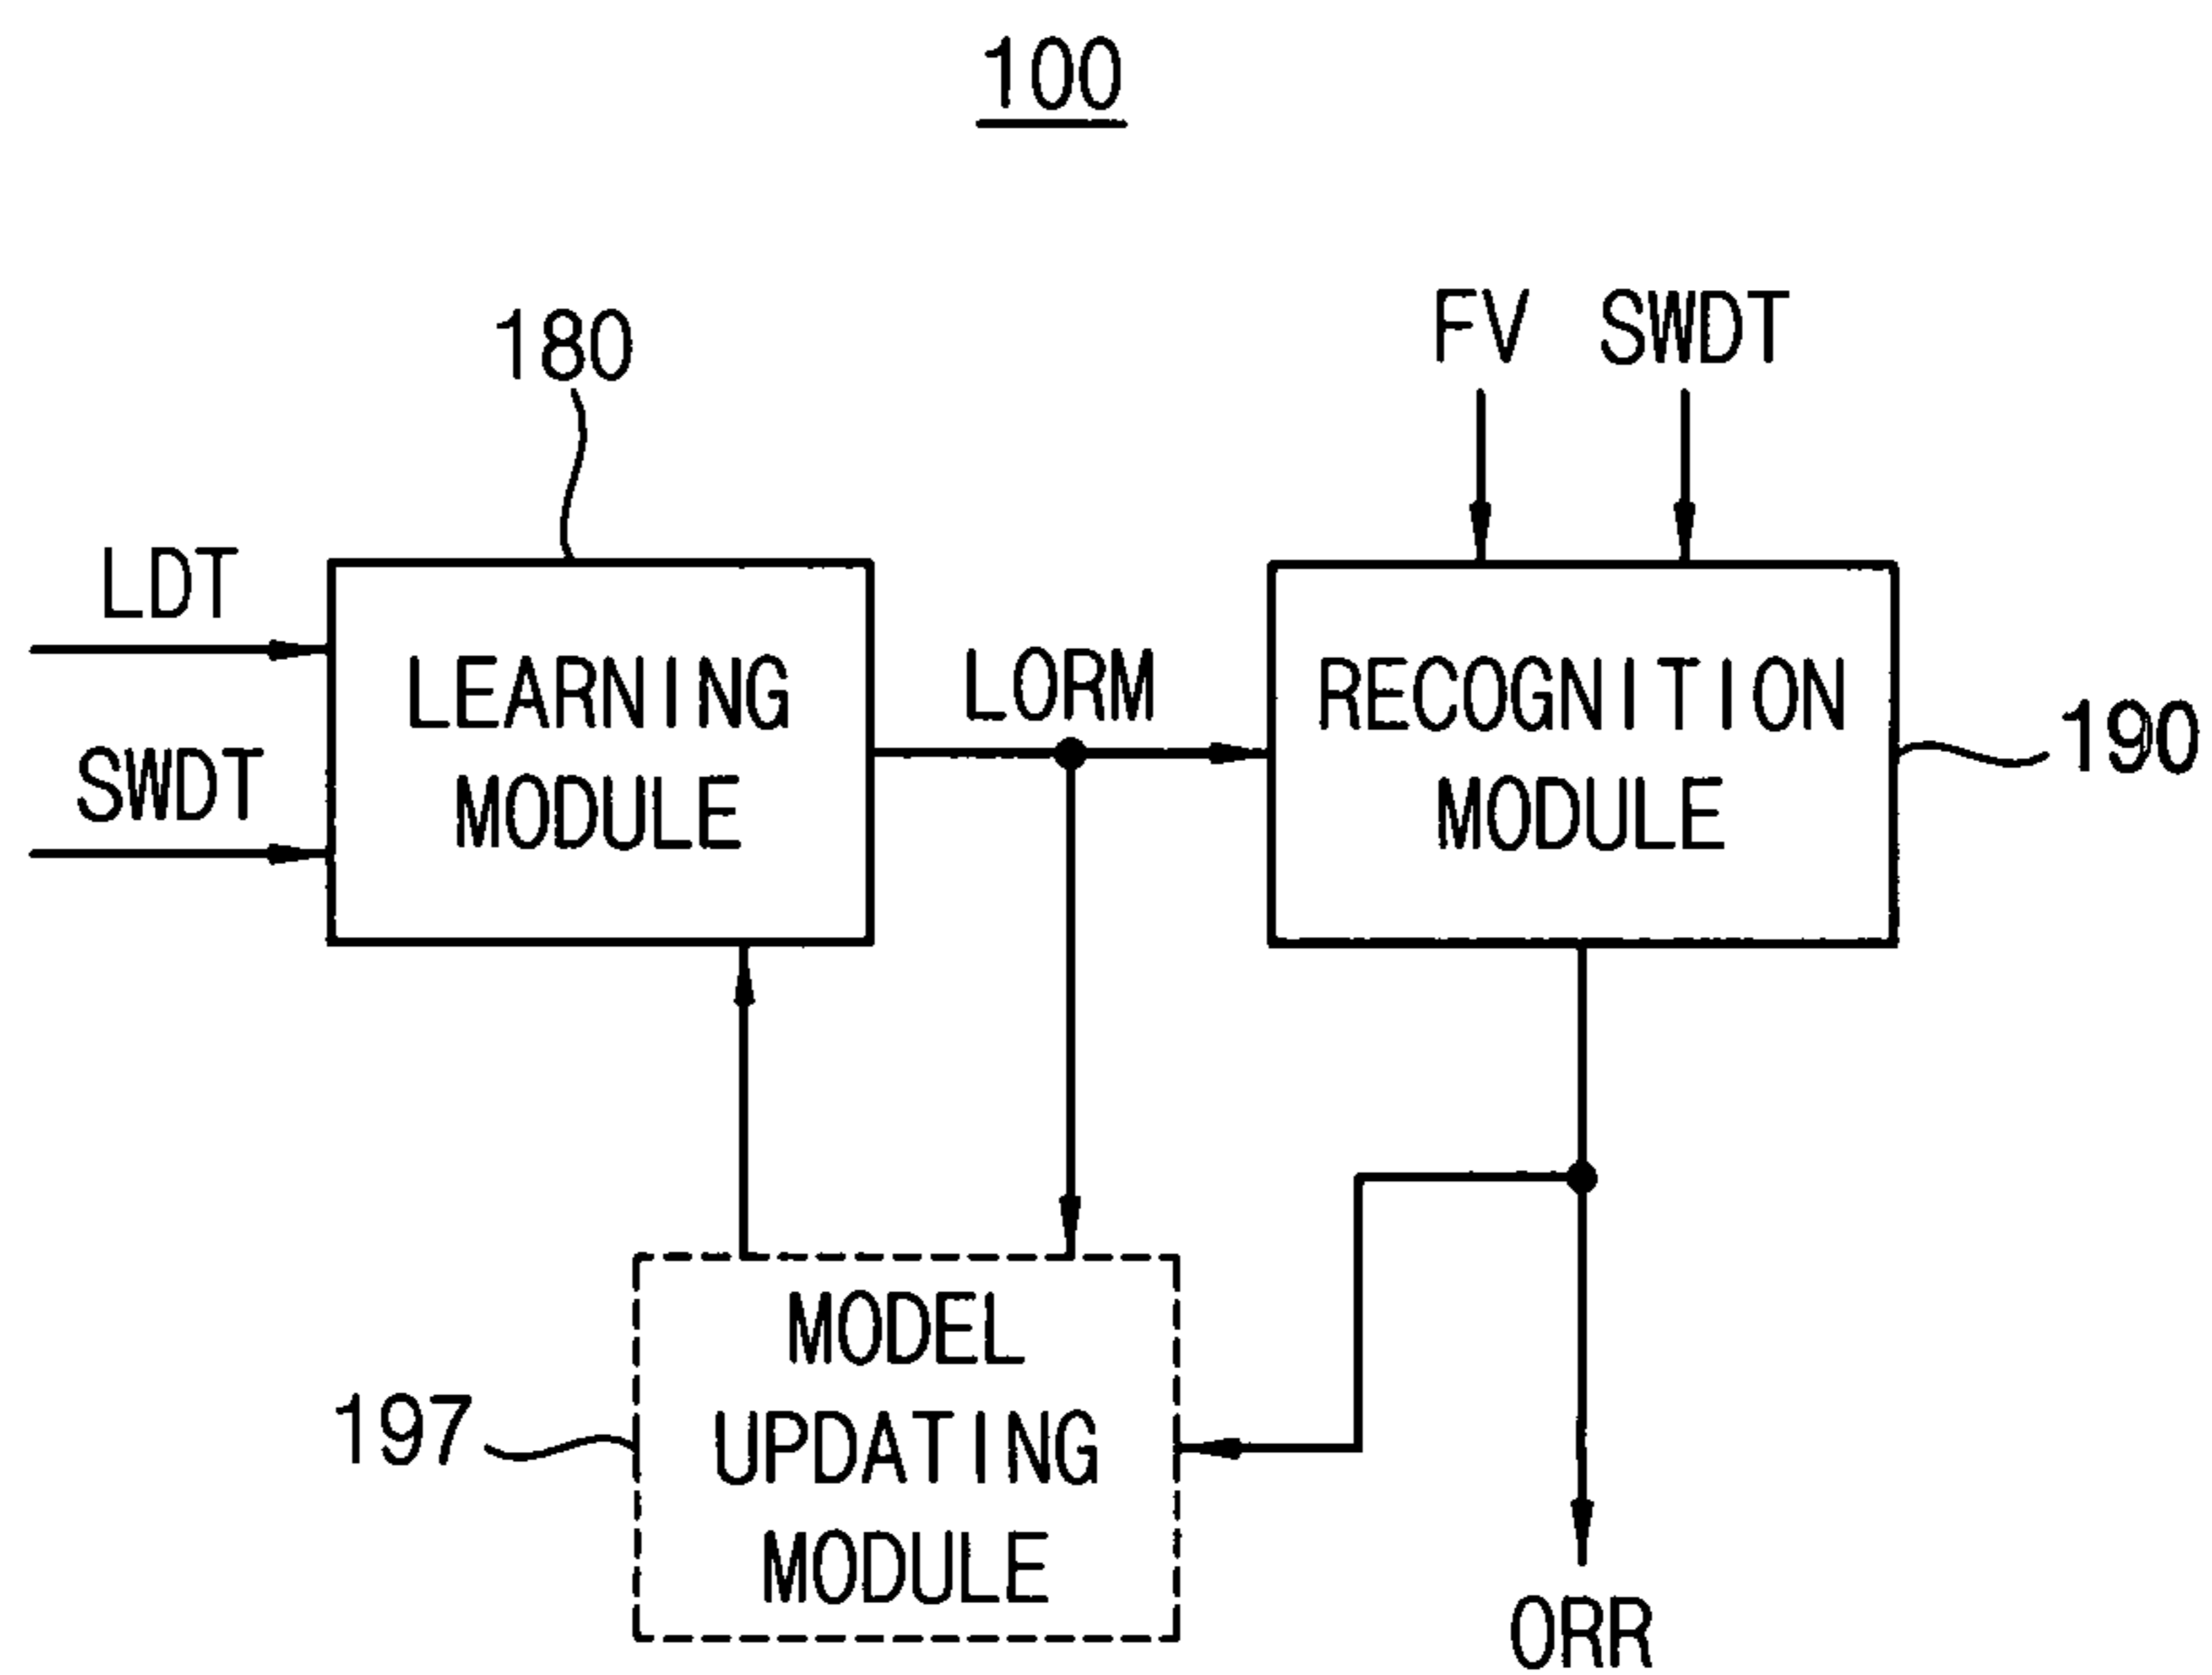 100
180
FV SWDT
LDT
SWDT
LEARNING
MODULE
LORM
RECOGNITION
MODULE
190
MODEL
UPDATING
MODULE
197
ORR